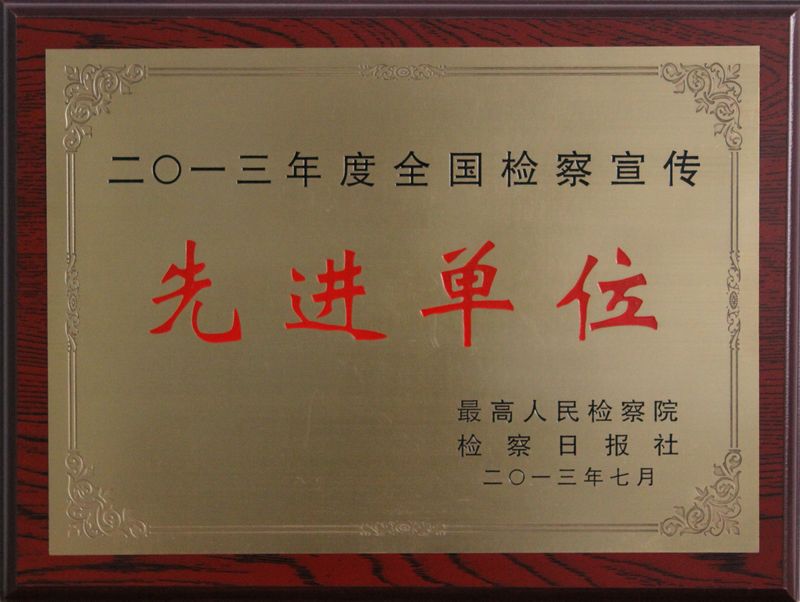 二〇一三年度全国检察宣传
先进单位
最高人民检察院
检察日报社
二〇一三年七月